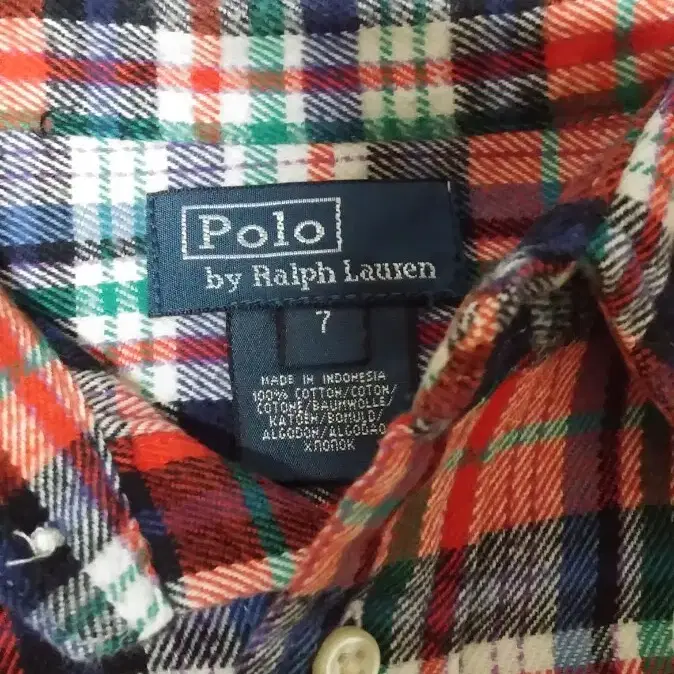 Polo
by Ralph Lauren
7
MADE IN INDONESIA
100% COTTON/COTON/
COTONE/BAUMWOLLE/
KATOEN/BOMULD/
ALGODON/ALGODAO
ХЛОПОК